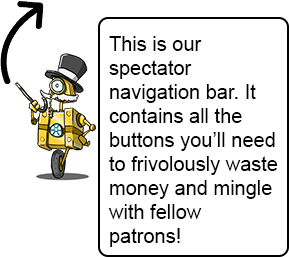 This is our
spectator
navigation bar. It
contains all the
buttons you’ll need
to frivolously waste
money and mingle
with fellow
patrons!